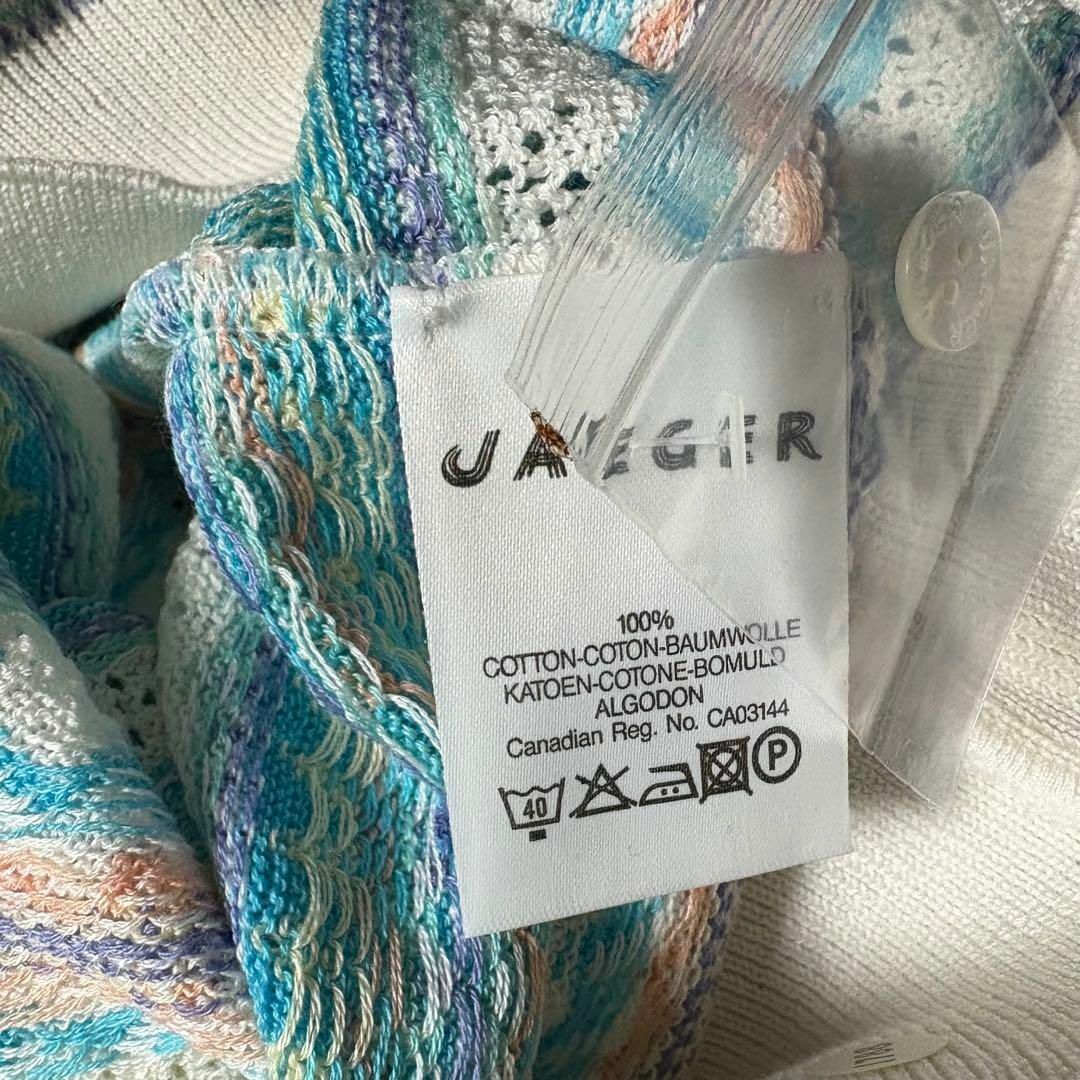 JAEGER
100%
COTTON-COTON-BAUMWOLLE
KATOEN-COTONE-BOMULD
ALGODON
Canadian Reg. No. CA03144
40 P